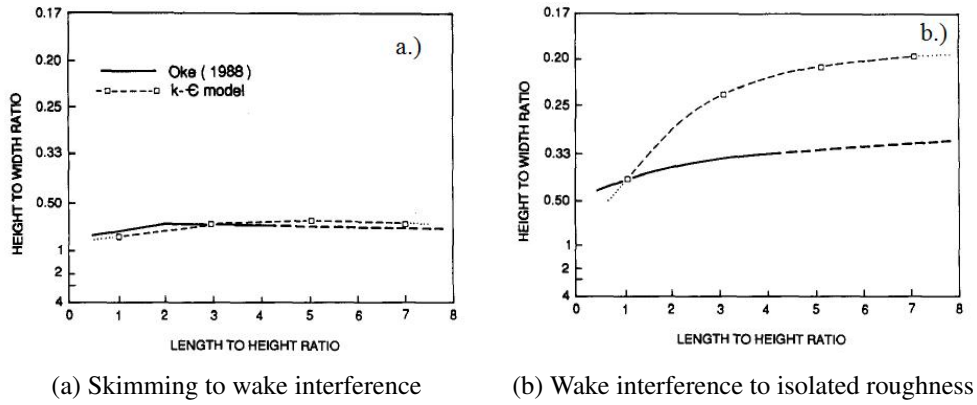 0.17
0.20
0.25
0.33
0.50
1
2
4
HEIGHT TO WIDTH RATIO
a.)
Oke (1988)
k-Є model
0 1 2 3 4 5 6 7 8
LENGTH TO HEIGHT RATIO
(a) Skimming to wake interference
0.17
0.20
0.25
0.33
0.50
1
2
4
HEIGHT TO WIDTH RATIO
b.)
0 1 2 3 4 5 6 7 8
LENGTH TO HEIGHT RATIO
(b) Wake interference to isolated roughness